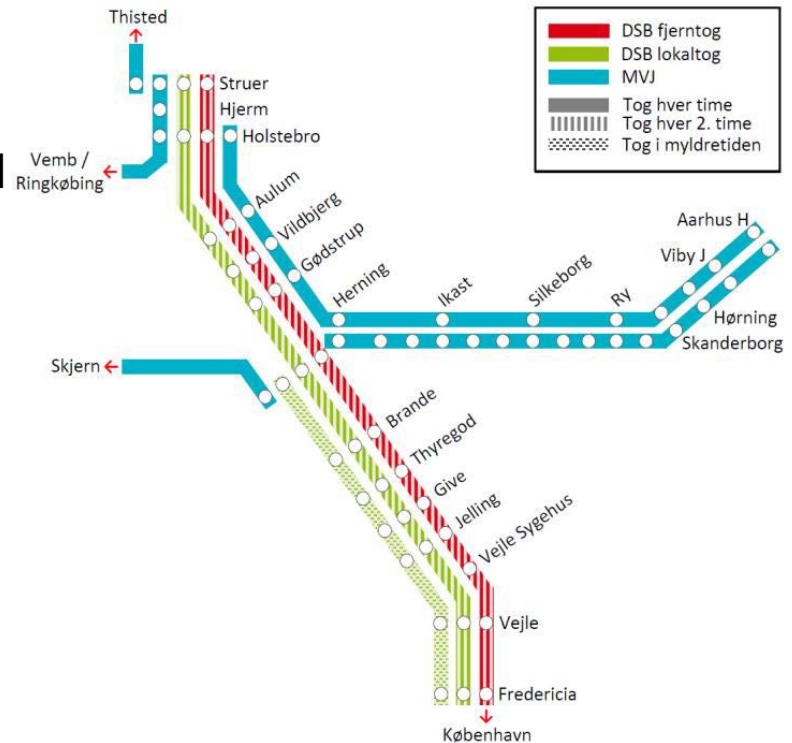 Thisted
DSB fjerntog
DSB lokaltog
MVJ
Tog hver time
Tog hver 2. time
Tog i myldretiden
Struer
Hjerm
Holstebro
Vemb /
Ringkøbing
Aulum
Vildbjerg
Gødstrup
Herning
Ikast
Silkeborg
Ry
Aarhus H
Viby J
Hørning
Skanderborg
Skjern
Brande
Thyregod
Give
Jelling
Vejle Sygehus
Vejle
Fredericia
København